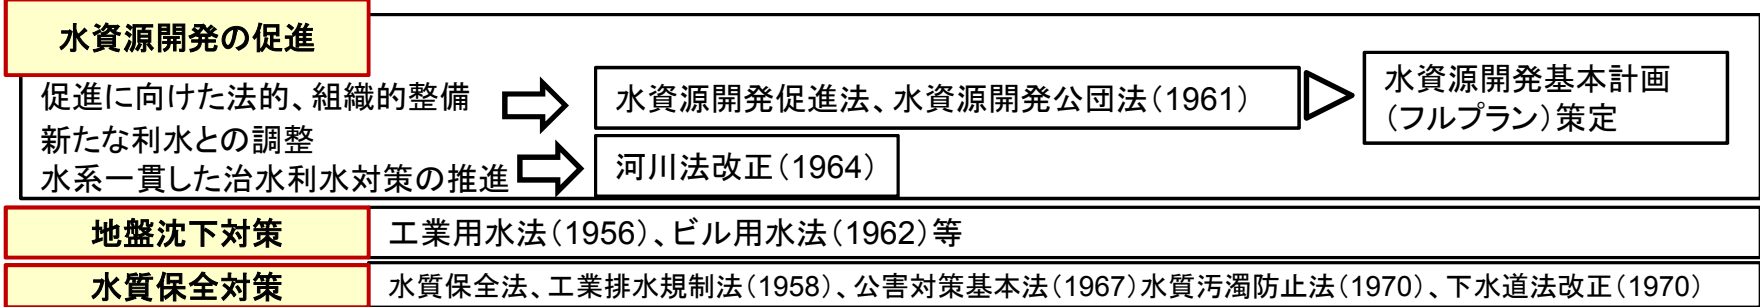 水資源開発の促進
促進に向けた法的、組織的整備
新たな利水との調整
水系一貫した治水利水対策の推進
水資源開発促進法、水資源開発公団法（1961）
河川法改正（1964）
水資源開発基本計画
（フルプラン）策定
地盤沈下対策
工業用水法（1956）、ビル用水法（1962）等
水質保全対策
水質保全法、工業排水規制法（1958）、公害対策基本法（1967）水質汚濁防止法（1970）、下水道法改正（1970）